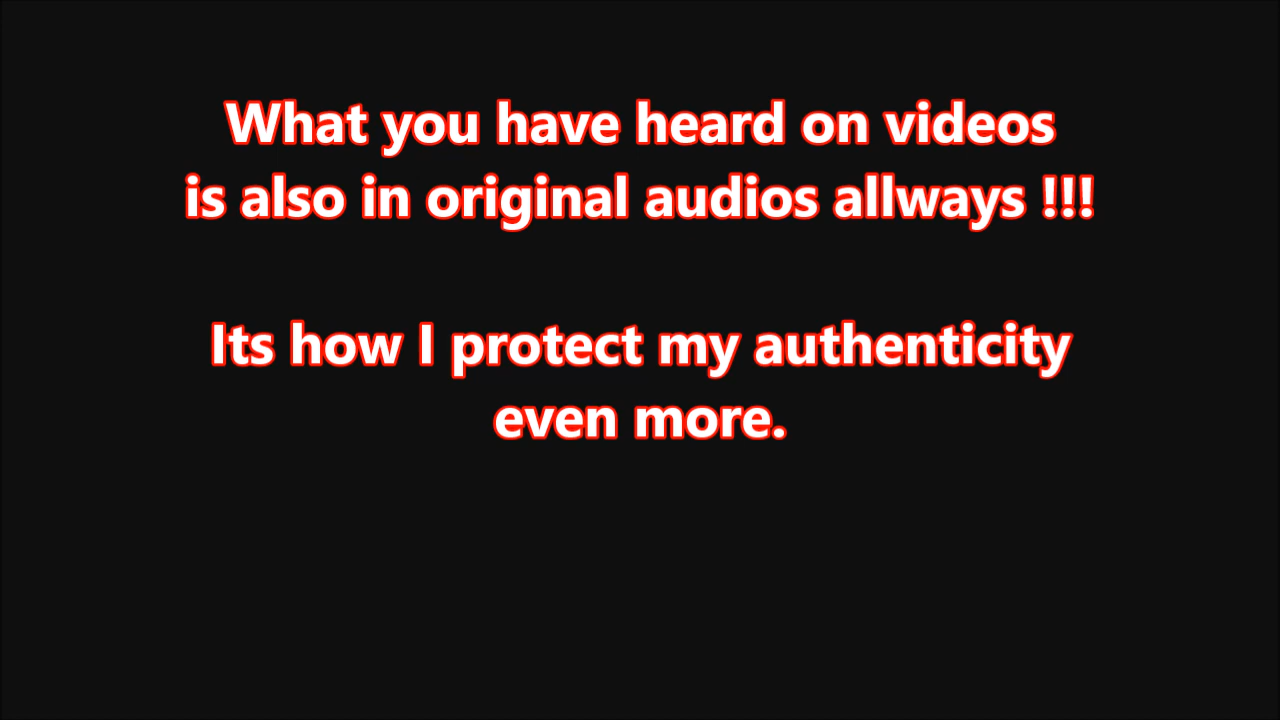 What you have heard on videos
is also in original audios allways !!!
Its how I protect my authenticity
even more.